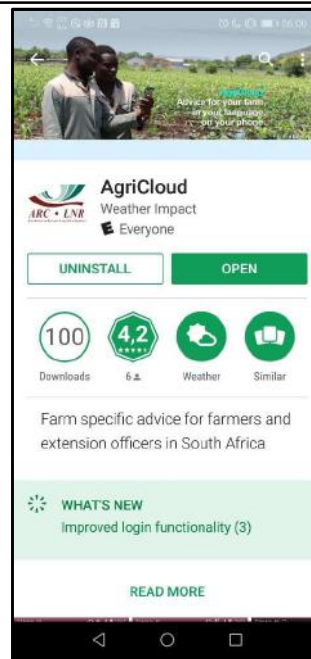 06:00
Advice for your farm
in your language
on your phone
AgriCloud
ARC • LNR
Weather Impact
E Everyone
UNINSTALL
OPEN
100
4,2
Downloads
6
Weather
Similar
Farm specific advice for farmers and
extension officers in South Africa
WHAT'S NEW
Improved login functionality (3)
READ MORE